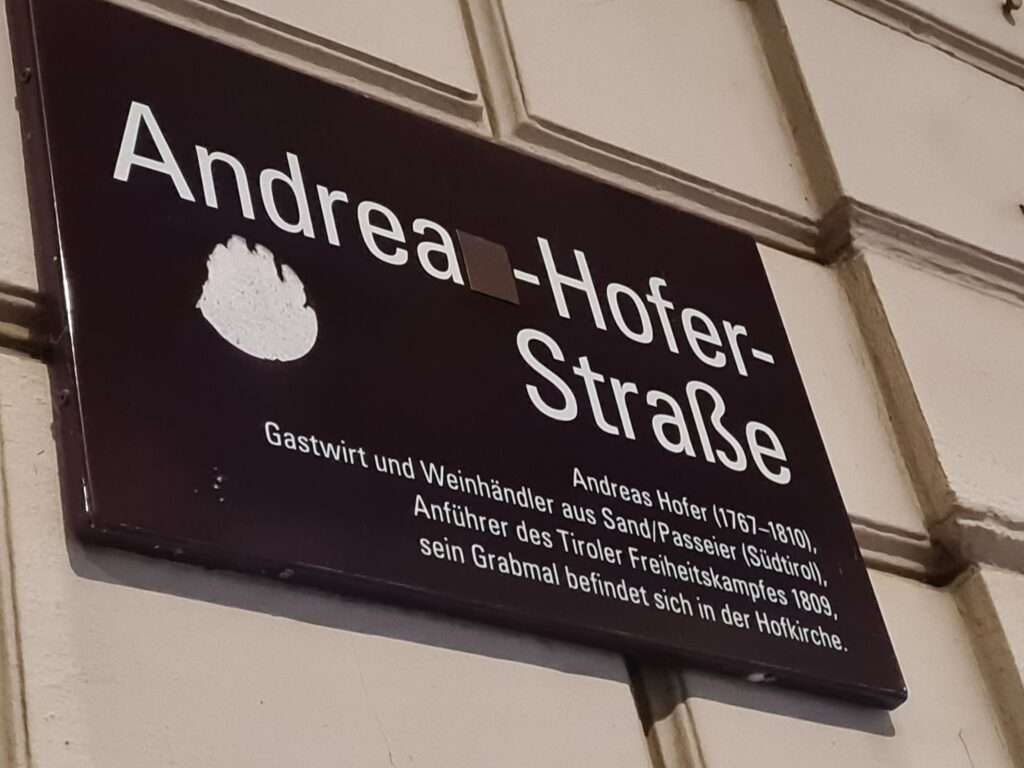 Andrea -Hofer-
Straße
Andreas Hofer (1767–1810),
Gastwirt und Weinhändler aus Sand/Passeier (Südtirol),
Anführer des Tiroler Freiheitskampfes 1809,
sein Grabmal befindet sich in der Hofkirche.